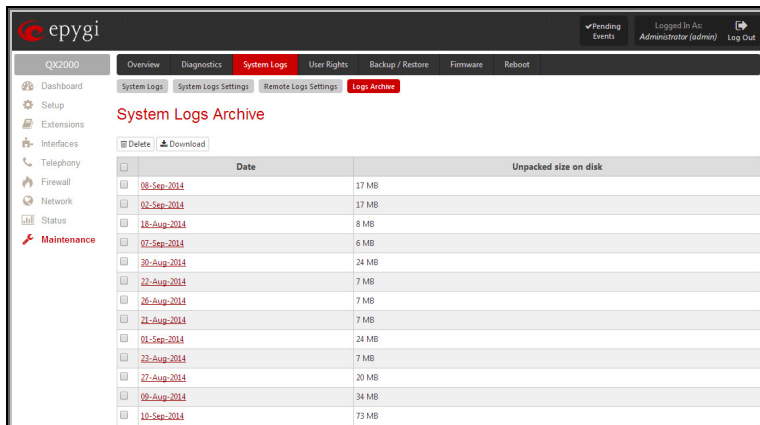 epygi
✔Pending Events
Logged In As:
Administrator (admin)
Log Out
QX2000
Overview Diagnostics System Logs User Rights Backup / Restore Firmware Reboot
Dashboard
Setup
Extensions
Interfaces
Telephony
Firewall
Network
Status
Maintenance
System Logs System Logs Settings Remote Logs Settings Logs Archive
System Logs Archive
Delete Download
Date Unpacked size on disk
08-Sep-2014 17 MB
02-Sep-2014 17 MB
18-Aug-2014 8 MB
07-Sep-2014 6 MB
30-Aug-2014 24 MB
22-Aug-2014 7 MB
26-Aug-2014 7 MB
21-Aug-2014 7 MB
01-Sep-2014 24 MB
23-Aug-2014 7 MB
27-Aug-2014 20 MB
09-Aug-2014 34 MB
10-Sep-2014 73 MB